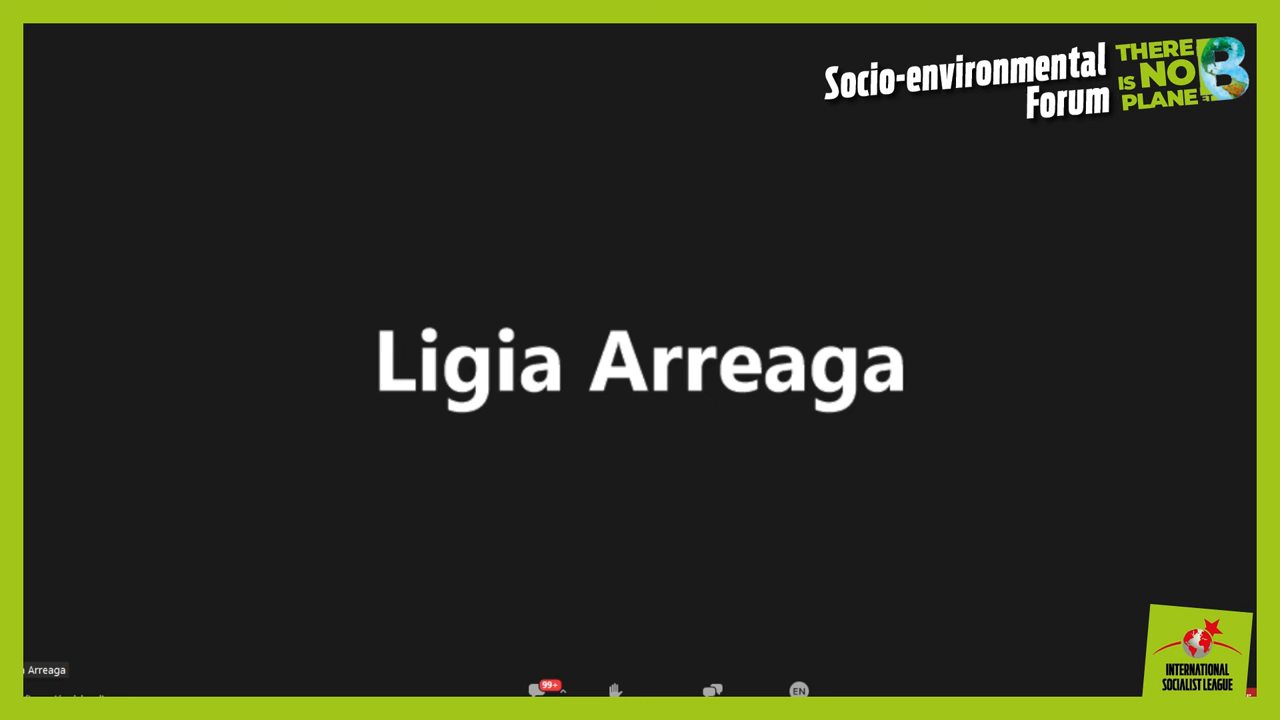 Socio-environmental
Forum
THERE
IS NO
PLANET B
Ligia Arreaga
Arreaga
99+
EN
INTERNATIONAL
SOCIALIST LEAGUE